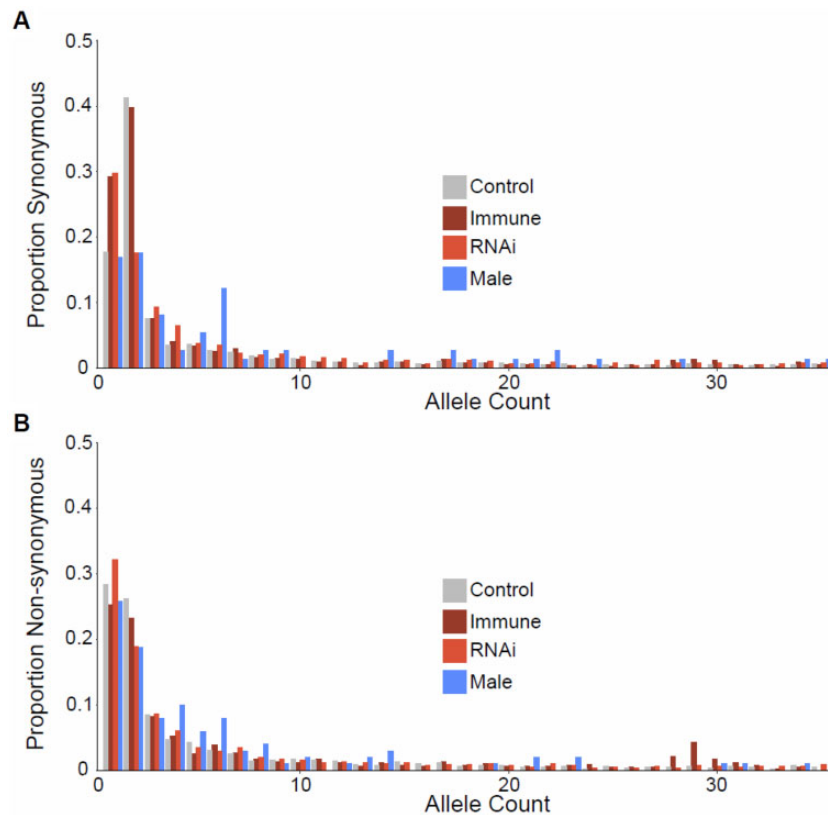 A
Proportion Synonymous
0.5
0.4
0.3
0.2
0.1
0
Control
Immune
RNAi
Male
0
10
20
30
Allele Count
B
Proportion Non-synonymous
0.5
0.4
0.3
0.2
0.1
0
Control
Immune
RNAi
Male
0
10
20
30
Allele Count